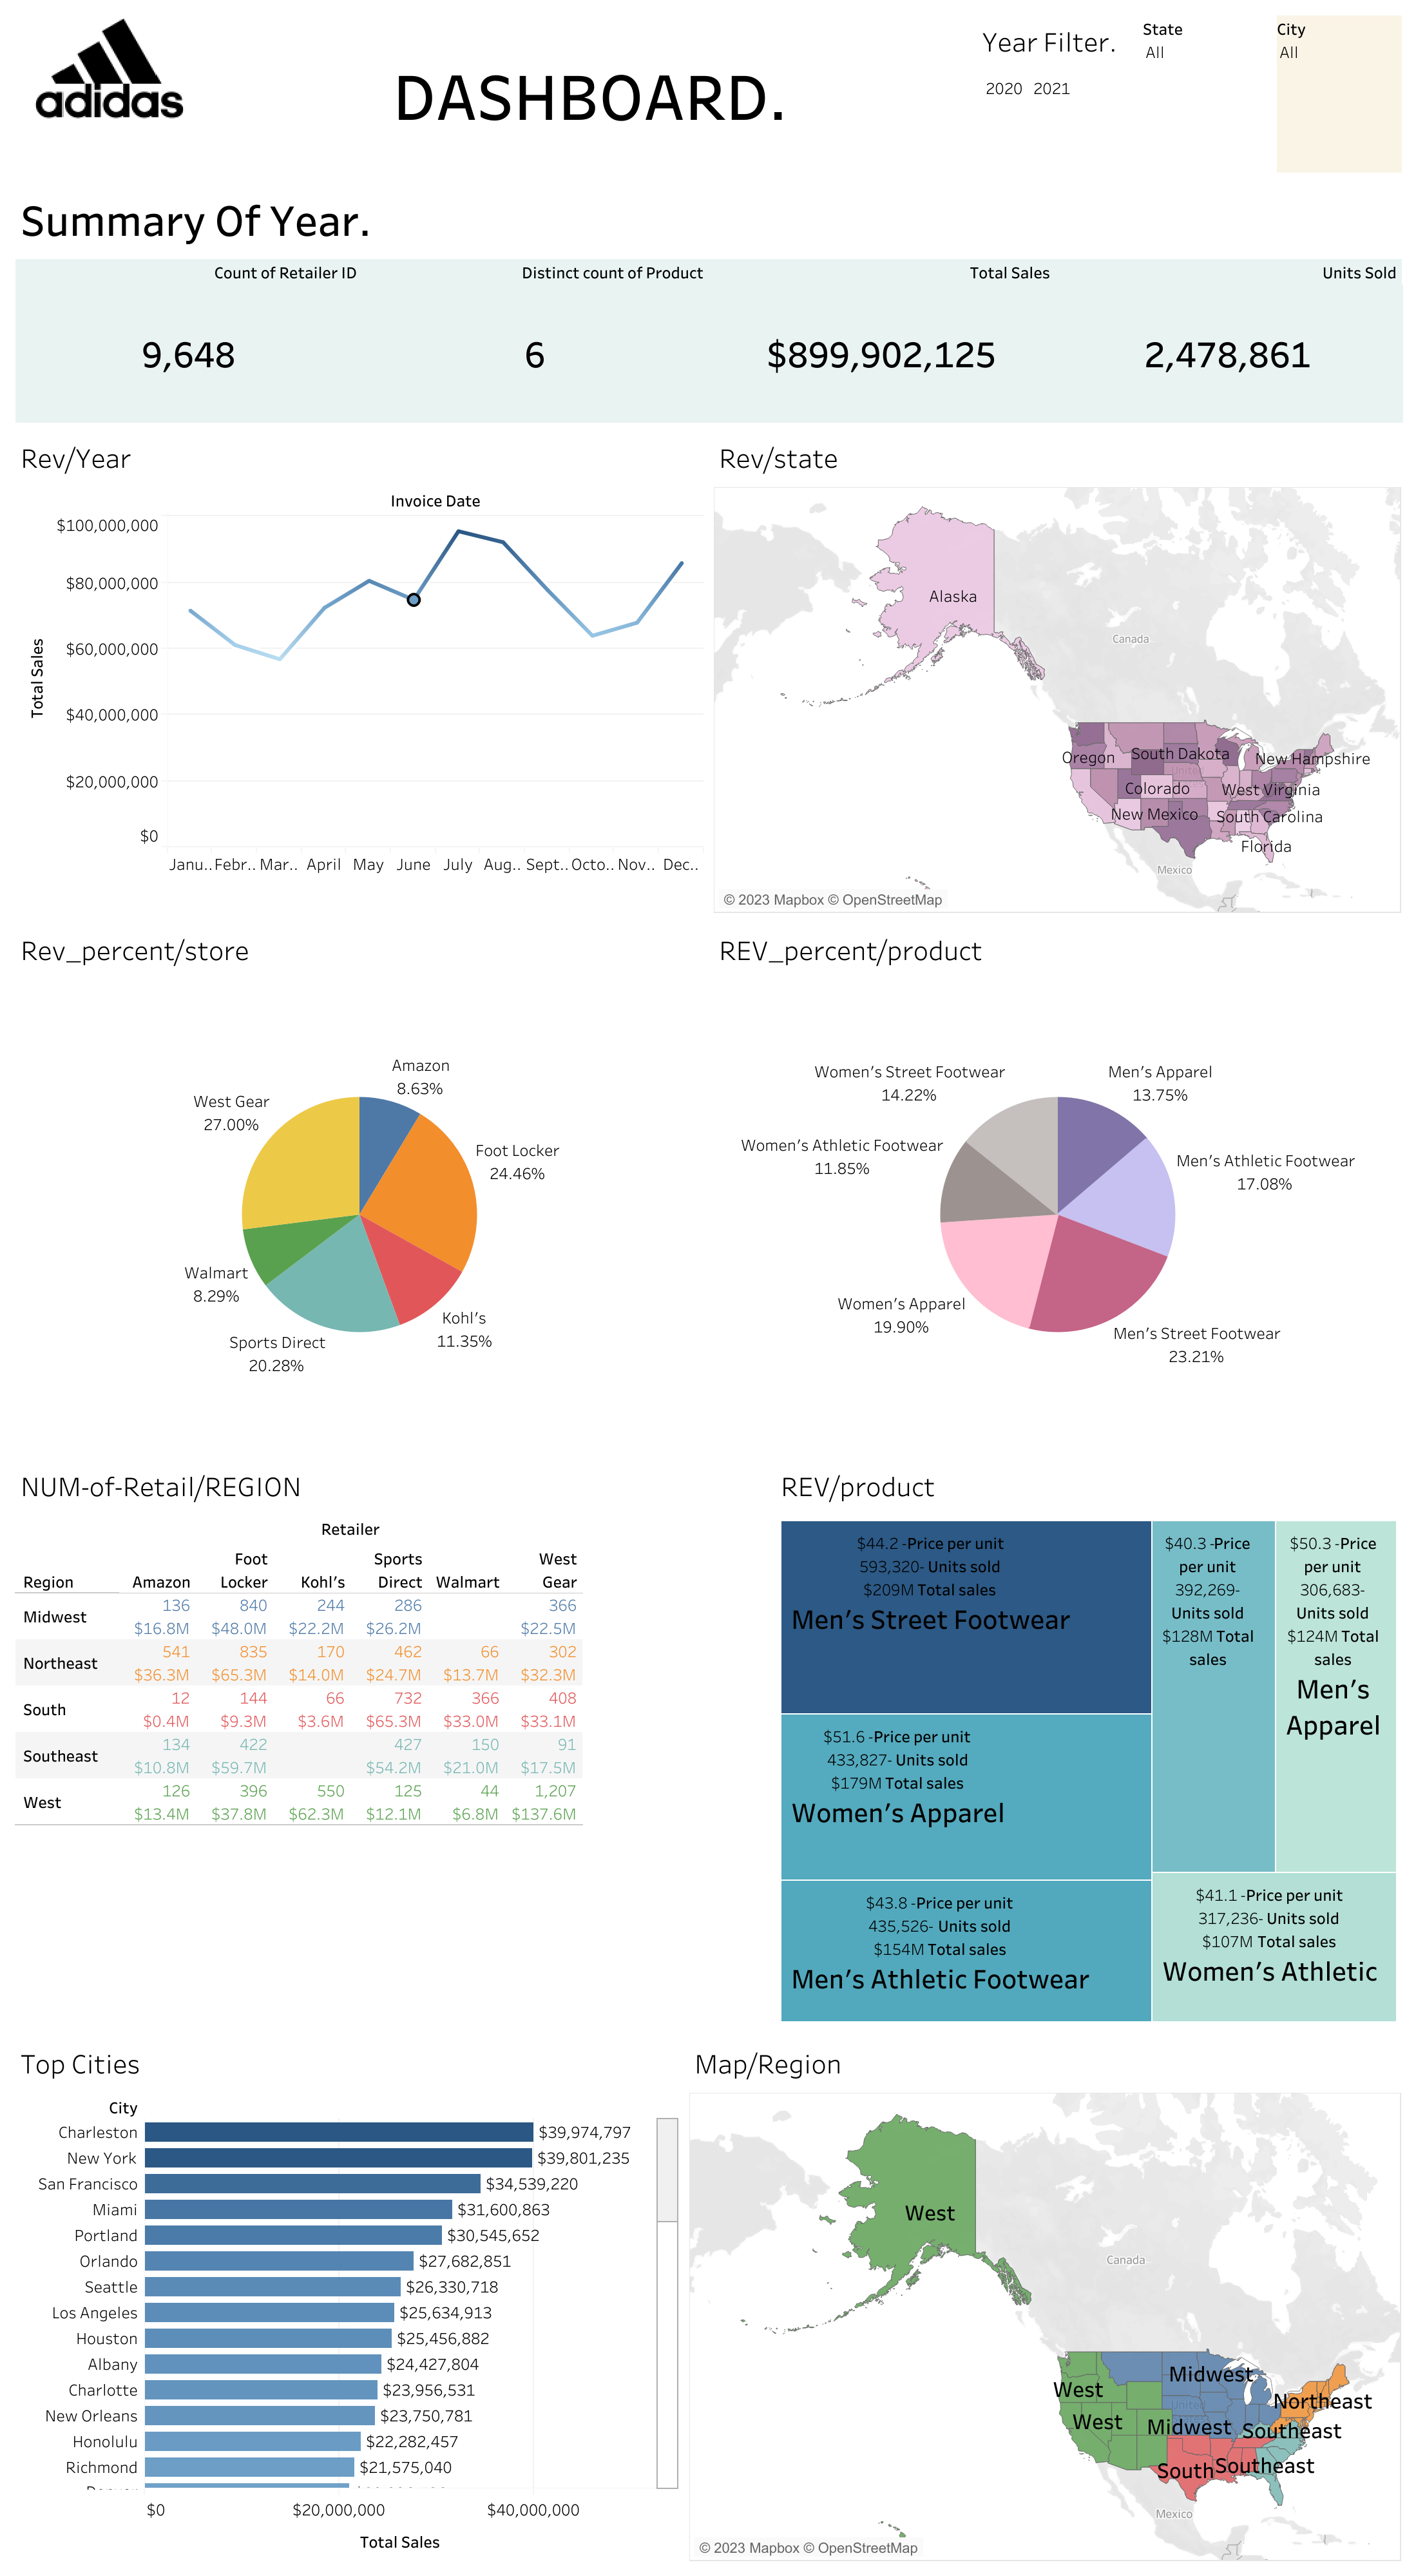 adidas
DASHBOARD.
Year Filter.
2020 2021
State
All
City
All
Summary Of Year.
Count of Retailer ID Distinct count of Product Total Sales Units Sold
9,648 6 $899,902,125 2,478,861
Rev/Year
Invoice Date
Total Sales
$100,000,000
$80,000,000
$60,000,000
$40,000,000
$20,000,000
$0
Janu.. Febr.. Mar.. April May June July Aug.. Sept.. Octo.. Nov.. Dec..
Rev/state
Alaska
Canada
Oregon
South Dakota
New Hampshire
United
Colorado
West Virginia
New Mexico
South Carolina
Florida
Mexico
© 2023 Mapbox © OpenStreetMap
Rev_percent/store
Amazon
8.63%
West Gear
27.00%
Foot Locker
24.46%
Walmart
8.29%
Kohl's
11.35%
Sports Direct
20.28%
REV_percent/product
Women's Street Footwear
14.22%
Men's Apparel
13.75%
Women's Athletic Footwear
11.85%
Men's Athletic Footwear
17.08%
Women's Apparel
19.90%
Men's Street Footwear
23.21%
NUM-of-Retail/REGION
Retailer
Foot Sports West
Region Amazon Locker Kohl's Direct Walmart Gear
Midwest
136 840 244 286 366
$16.8M $48.0M $22.2M $26.2M $22.5M
Northeast
541 835 170 462 66 302
$36.3M $65.3M $14.0M $24.7M $13.7M $32.3M
South
12 144 66 732 366 408
$0.4M $9.3M $3.6M $65.3M $33.0M $33.1M
Southeast
134 422 427 150 91
$10.8M $59.7M $54.2M $21.0M $17.5M
West
126 396 550 125 44 1,207
$13.4M $37.8M $62.3M $12.1M $6.8M $137.6M
REV/product
$44.2 -Price per unit
593,320- Units sold
$209M Total sales
Men's Street Footwear
$51.6 -Price per unit
433,827- Units sold
$179M Total sales
Women's Apparel
$43.8 -Price per unit
435,526- Units sold
$154M Total sales
Men's Athletic Footwear
$40.3 -Price
per unit
392,269-
Units sold
$128M Total
sales
$50.3 -Price
per unit
306,683-
Units sold
$124M Total
sales
Men's
Apparel
$41.1 -Price per unit
317,236- Units sold
$107M Total sales
Women's Athletic
Top Cities
City
Charleston $39,974,797
New York $39,801,235
San Francisco $34,539,220
Miami $31,600,863
Portland $30,545,652
Orlando $27,682,851
Seattle $26,330,718
Los Angeles $25,634,913
Houston $25,456,882
Albany $24,427,804
Charlotte $23,956,531
New Orleans $23,750,781
Honolulu $22,282,457
Richmond $21,575,040
$0 $20,000,000 $40,000,000
Total Sales
Map/Region
West
Canada
Midwest
West
Northeast
United
West
Midwest
Southeast
South
Southeast
Mexico
© 2023 Mapbox © OpenStreetMap